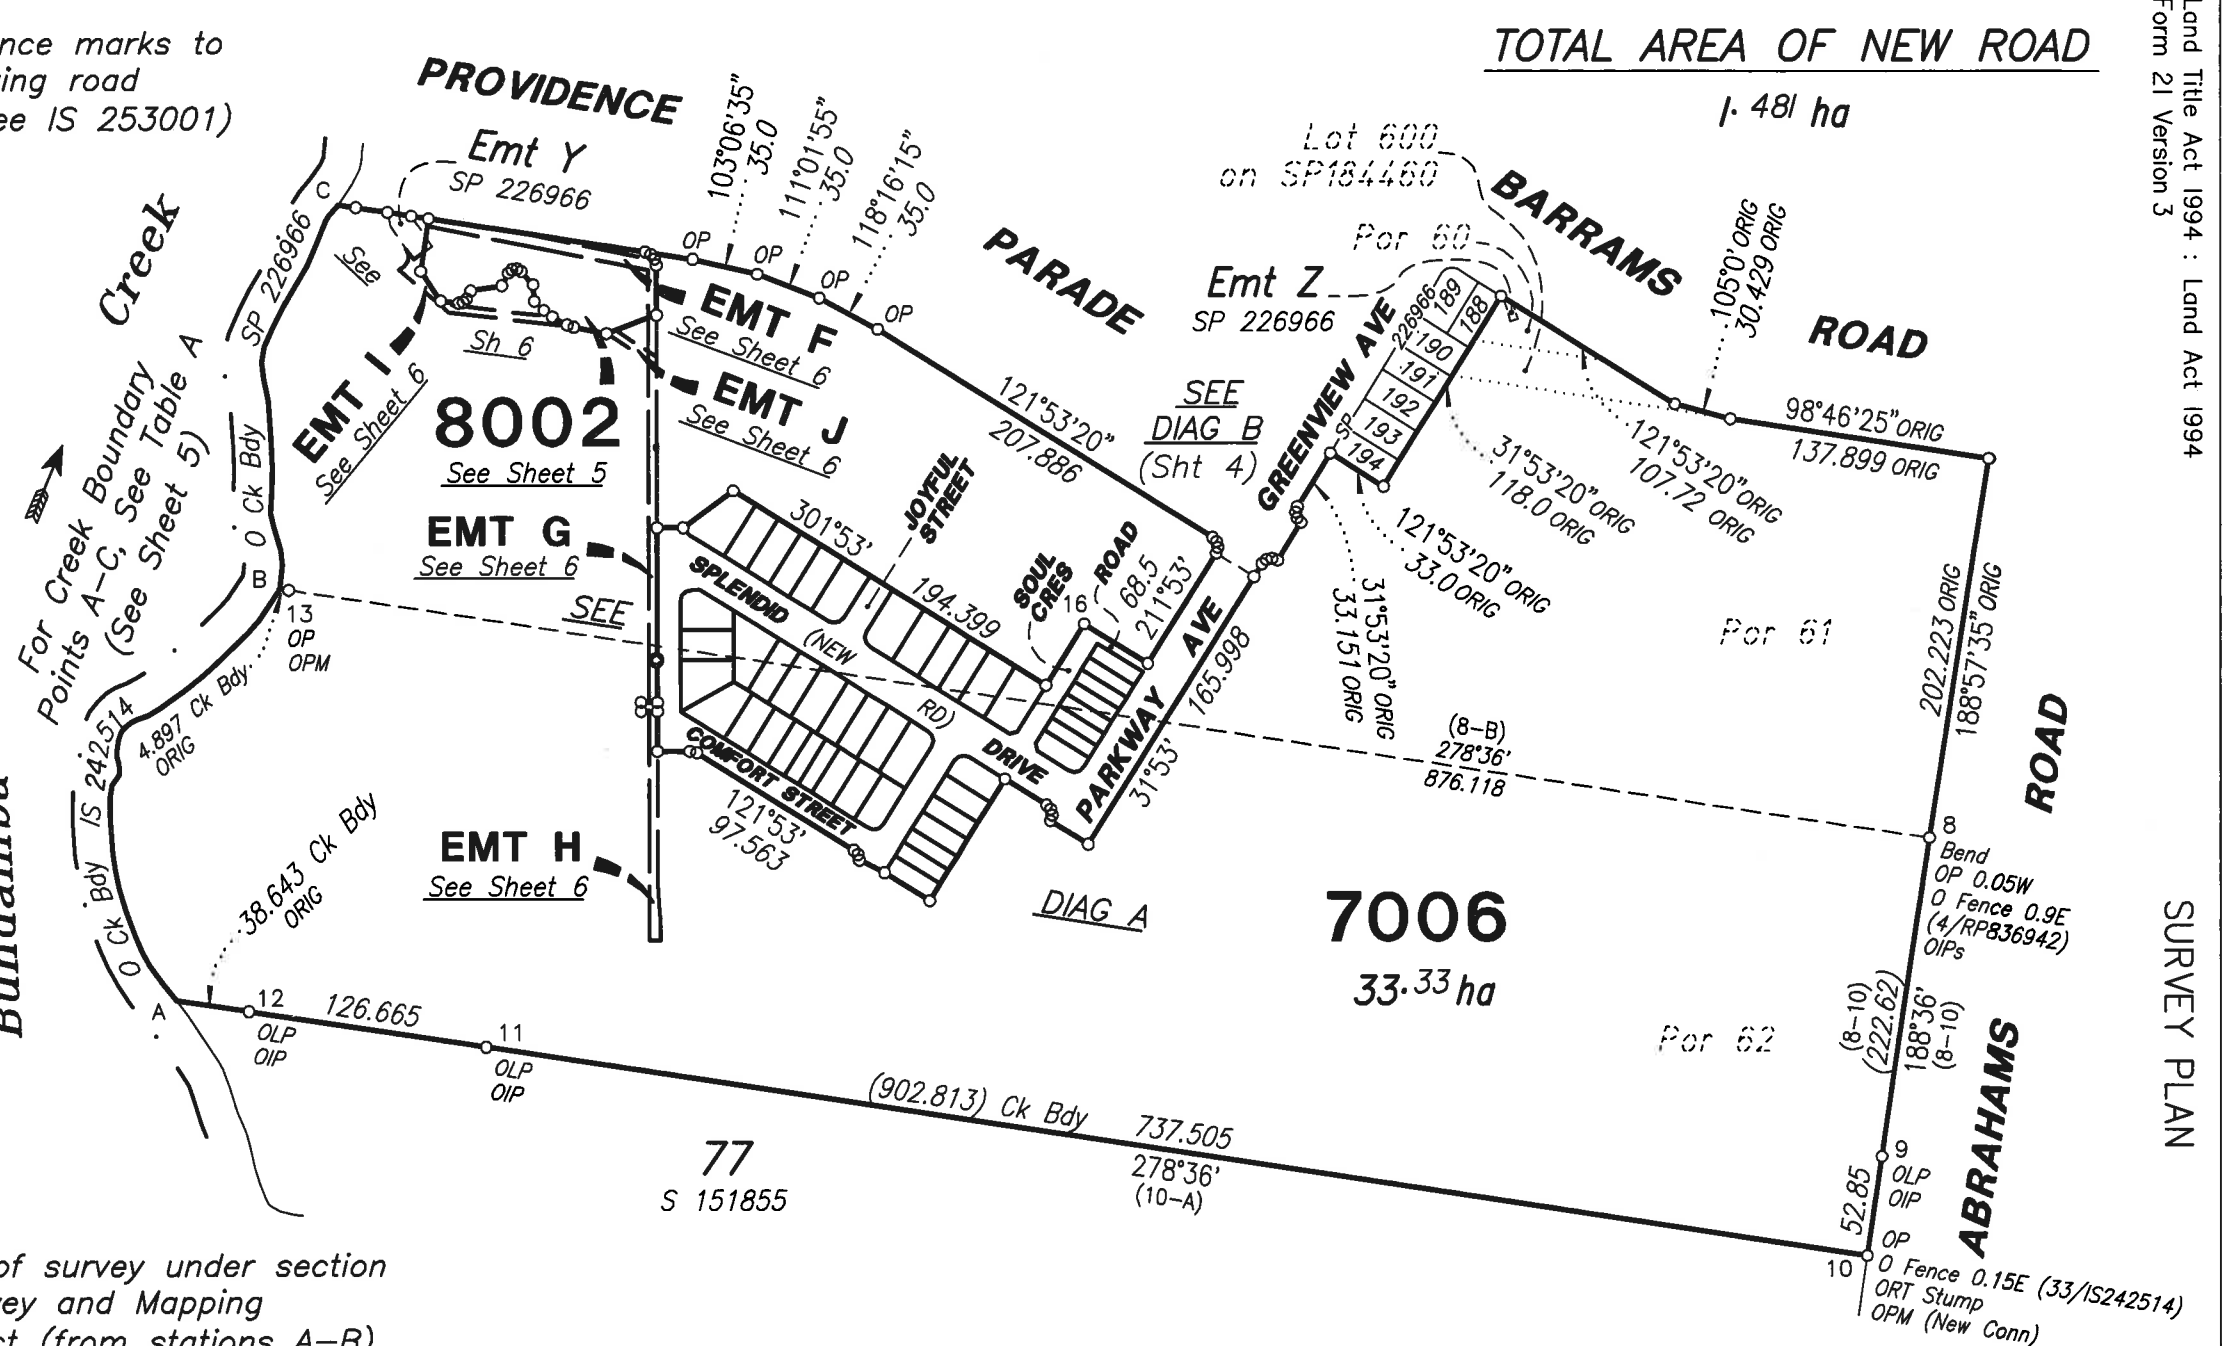 nce marks to
ing road
ee IS 253001)
TOTAL AREA OF NEW ROAD
1.481 ha
Land Title Act 1994 : Land Act 1994
Form 21 Version 3
SURVEY PLAN
PROVIDENCE
PARADE
Emt Y
SP 226966
103°06'35"
35.0
111°01'55"
35.0
118°16'15"
35.0
OP
OP
OP
OP
Lot 600
on SP184460
Por 60
Emt Z
SP 226966
BARRAMS
ROAD
105°0' ORIG
30.429 ORIG
98°46'25" ORIG
137.899 ORIG
121°53'20" ORIG
107.72 ORIG
31°53'20" ORIG
118.0 ORIG
121°53'20" ORIG
33.0 ORIG
31°53'20" ORIG
33.151 ORIG
SP 226966
189
188
190
191
192
193
194
GREENVIEW AVE
SEE
DIAG B
(Sht 4)
121°53'20"
207.886
Creek
Bundamba
C
SP 226966
See
Sh 6
EMT I
See Sheet 6
EMT F
See Sheet 6
EMT J
See Sheet 6
8002
See Sheet 5
EMT G
See Sheet 6
EMT H
See Sheet 6
SEE
DIAG A
For Creek Boundary
Points A-C, See Table A
(See Sheet 5)
O Ck Bdy
B
13
OP
OPM
4.897 Ck Bdy
ORIG
IS 242514
O Ck Bdy
38.643 Ck Bdy
ORIG
A
12
OLP
OIP
126.665
11
OLP
OIP
301°53'
194.399
JOYFUL
STREET
SOUL
CRES
ROAD
16
68.5
211°53'
SPLENDID
(NEW
RD)
DRIVE
COMFORT STREET
121°53'
97.563
PARKWAY AVE
165.998
31°53'
(8-B)
278°36'
876.118
Por 61
202.223 ORIG
188°57'35" ORIG
ABRAHAMS
ROAD
8
Bend
OP 0.05W
O Fence 0.9E
(4/RP836942)
OIPs
7006
33.33 ha
Por 62
(8-10)
(222.62)
188°36'
(8-10)
9
OLP
OIP
52.85
OP
10
O Fence 0.15E (33/IS242514)
ORT Stump
OPM (New Conn)
(902.813) Ck Bdy
737.505
278°36'
(10-A)
77
S 151855
of survey under section
vey and Mapping
ct (from stations A-B)